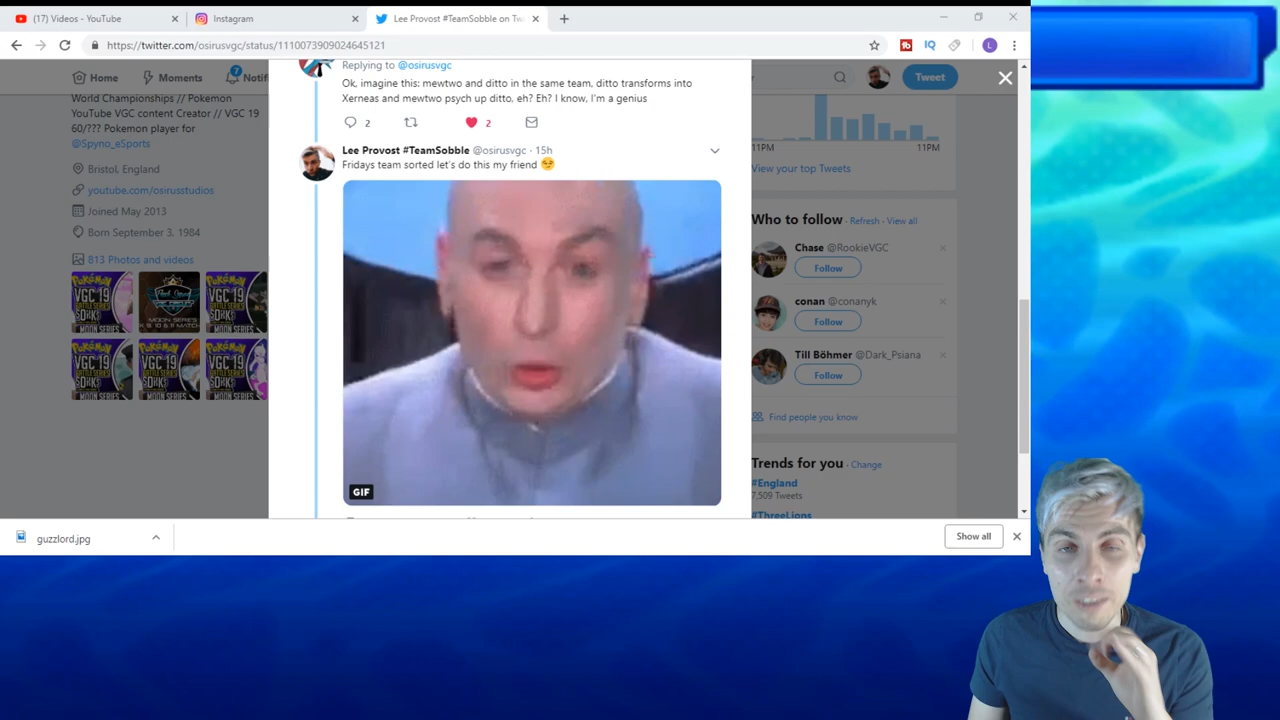 (17) Videos - YouTube
Instagram
Lee Provost #TeamSobble on Tw
https://twitter.com/osirusvgc/status/1110073909024645121
Home
Moments
7
Notifi
Tweet
World Championships // Pokemon
YouTube VGC content Creator // VGC 19
60/??? Pokemon player for
@Spyno_eSports
Bristol, England
youtube.com/osirusstudios
Joined May 2013
Born September 3, 1984
813 Photos and videos
Replying to @osirusvgc
Ok, imagine this: mewtwo and ditto in the same team, ditto transforms into
Xerneas and mewtwo psych up ditto, eh? Eh? I know, I'm a genius
2
2
Lee Provost #TeamSobble @osirusvgc · 15h
Fridays team sorted let's do this my friend
GIF
11PM
11PM
View your top Tweets
Who to follow · Refresh · View all
Chase @RookieVGC
Follow
conan @conanyk
Follow
Till Böhmer @Dark_Psiana
Follow
Find people you know
Trends for you · Change
#England
7,509 Tweets
#ThreeLions
guzzlord.jpg
Show all